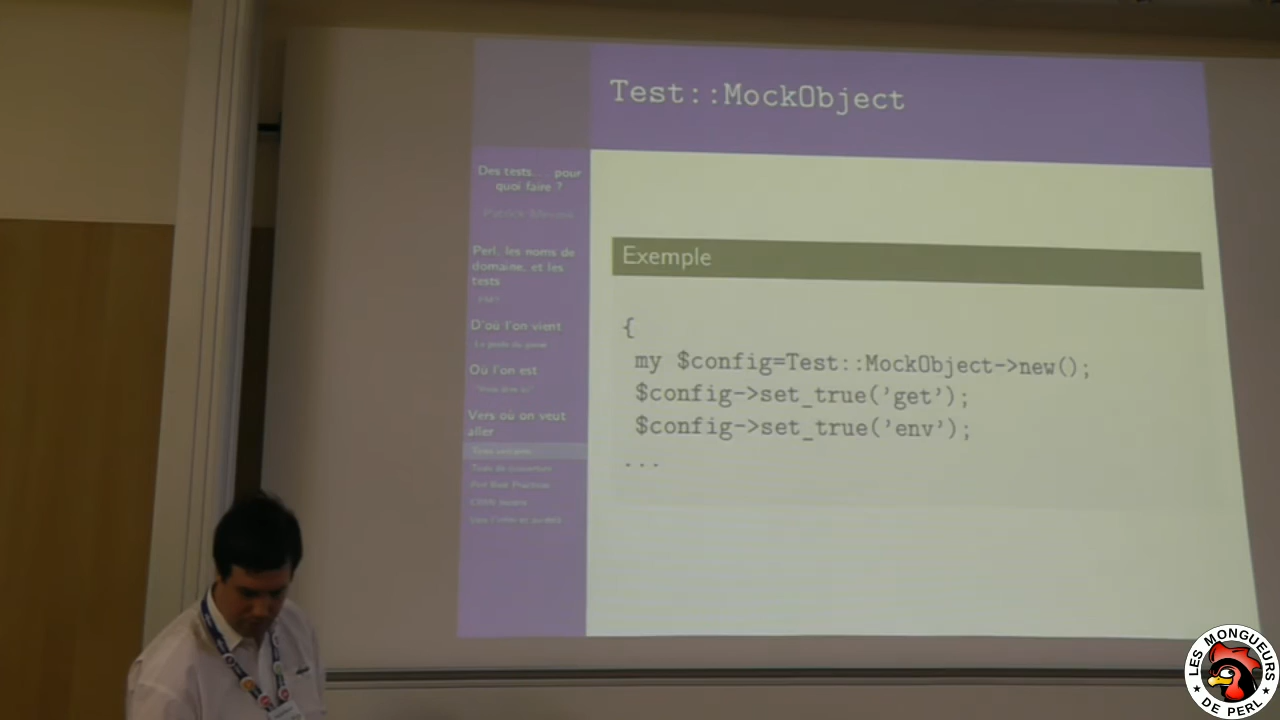 Test::MockObject
Des tests... pour
quoi faire ?
Perl, les noms de
domaine, et les
tests
D'où l'on vient
Où l'on est
Vers où on veut
aller
Exemple
{
my $config=Test::MockObject->new();
$config->set_true('get');
$config->set_true('env');
...
LES MONGUEURS
DE PERL